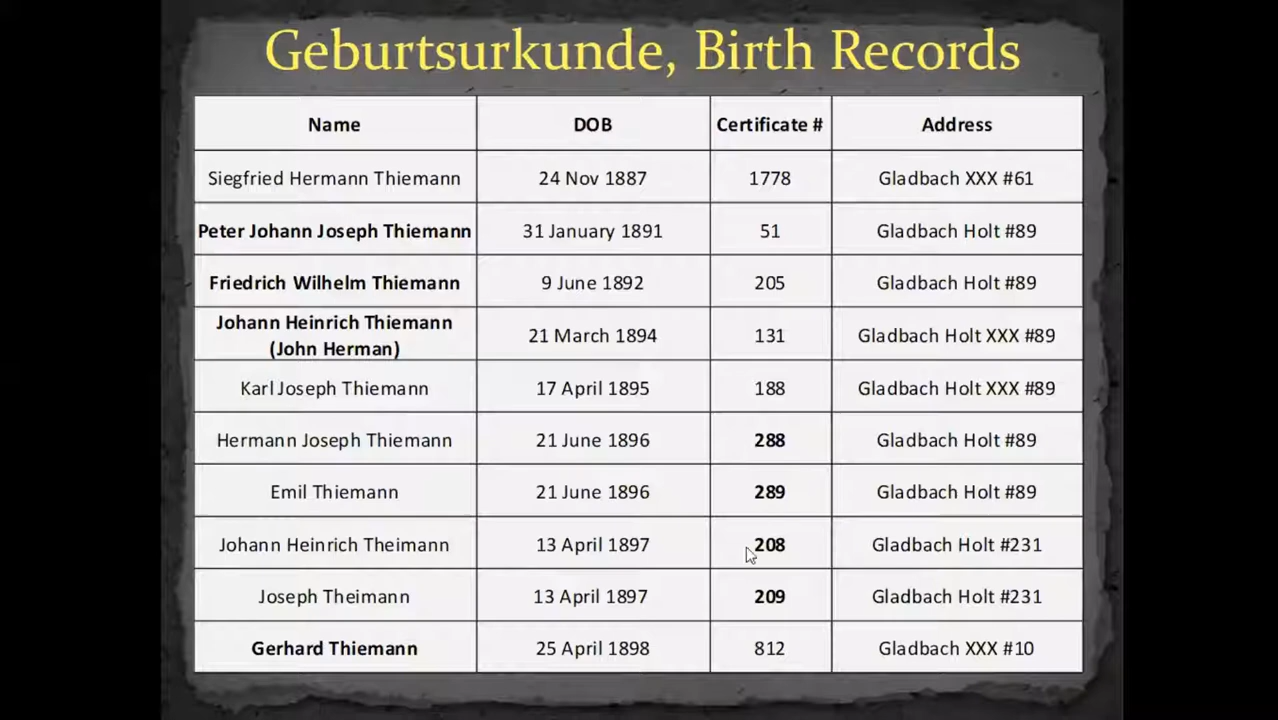 Geburtsurkunde, Birth Records
Name DOB Certificate # Address
Siegfried Hermann Thiemann 24 Nov 1887 1778 Gladbach XXX #61
Peter Johann Joseph Thiemann 31 January 1891 51 Gladbach Holt #89
Friedrich Wilhelm Thiemann 9 June 1892 205 Gladbach Holt #89
Johann Heinrich Thiemann
(John Herman) 21 March 1894 131 Gladbach Holt XXX #89
Karl Joseph Thiemann 17 April 1895 188 Gladbach Holt XXX #89
Hermann Joseph Thiemann 21 June 1896 288 Gladbach Holt #89
Emil Thiemann 21 June 1896 289 Gladbach Holt #89
Johann Heinrich Theimann 13 April 1897 208 Gladbach Holt #231
Joseph Theimann 13 April 1897 209 Gladbach Holt #231
Gerhard Thiemann 25 April 1898 812 Gladbach XXX #10